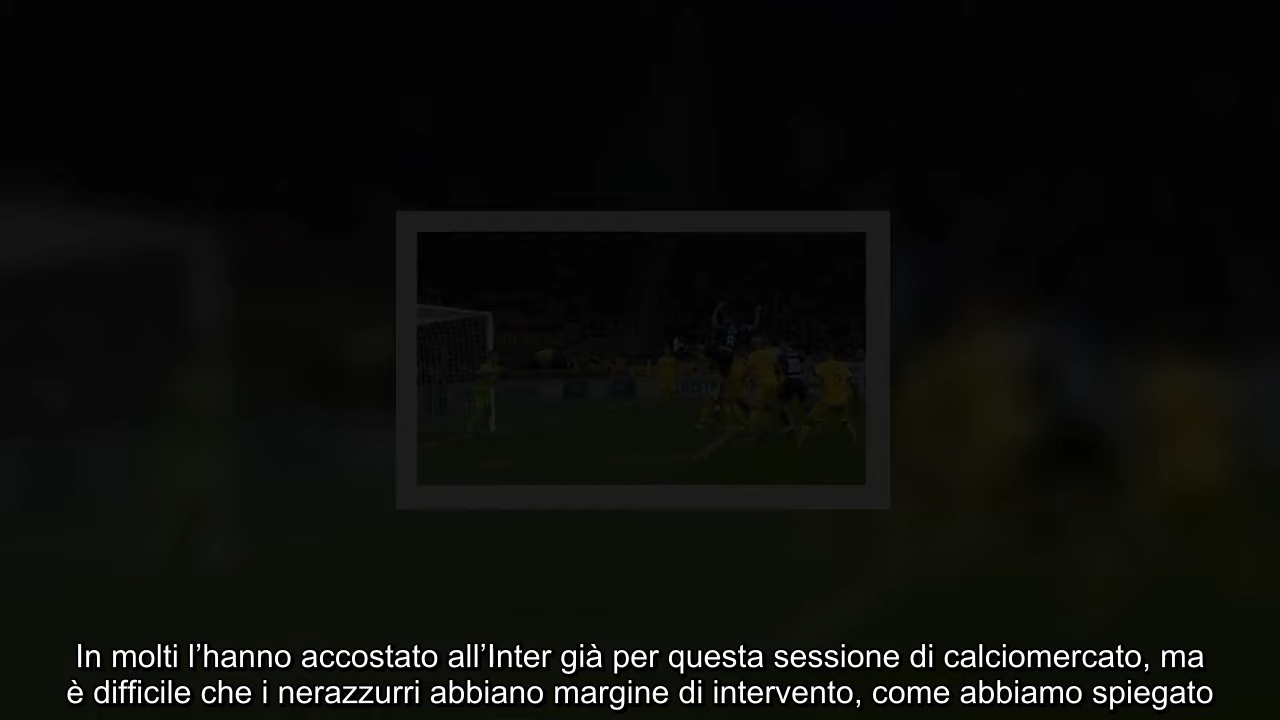 In molti l’hanno accostato all’Inter già per questa sessione di calciomercato, ma
è difficile che i nerazzurri abbiano margine di intervento, come abbiamo spiegato